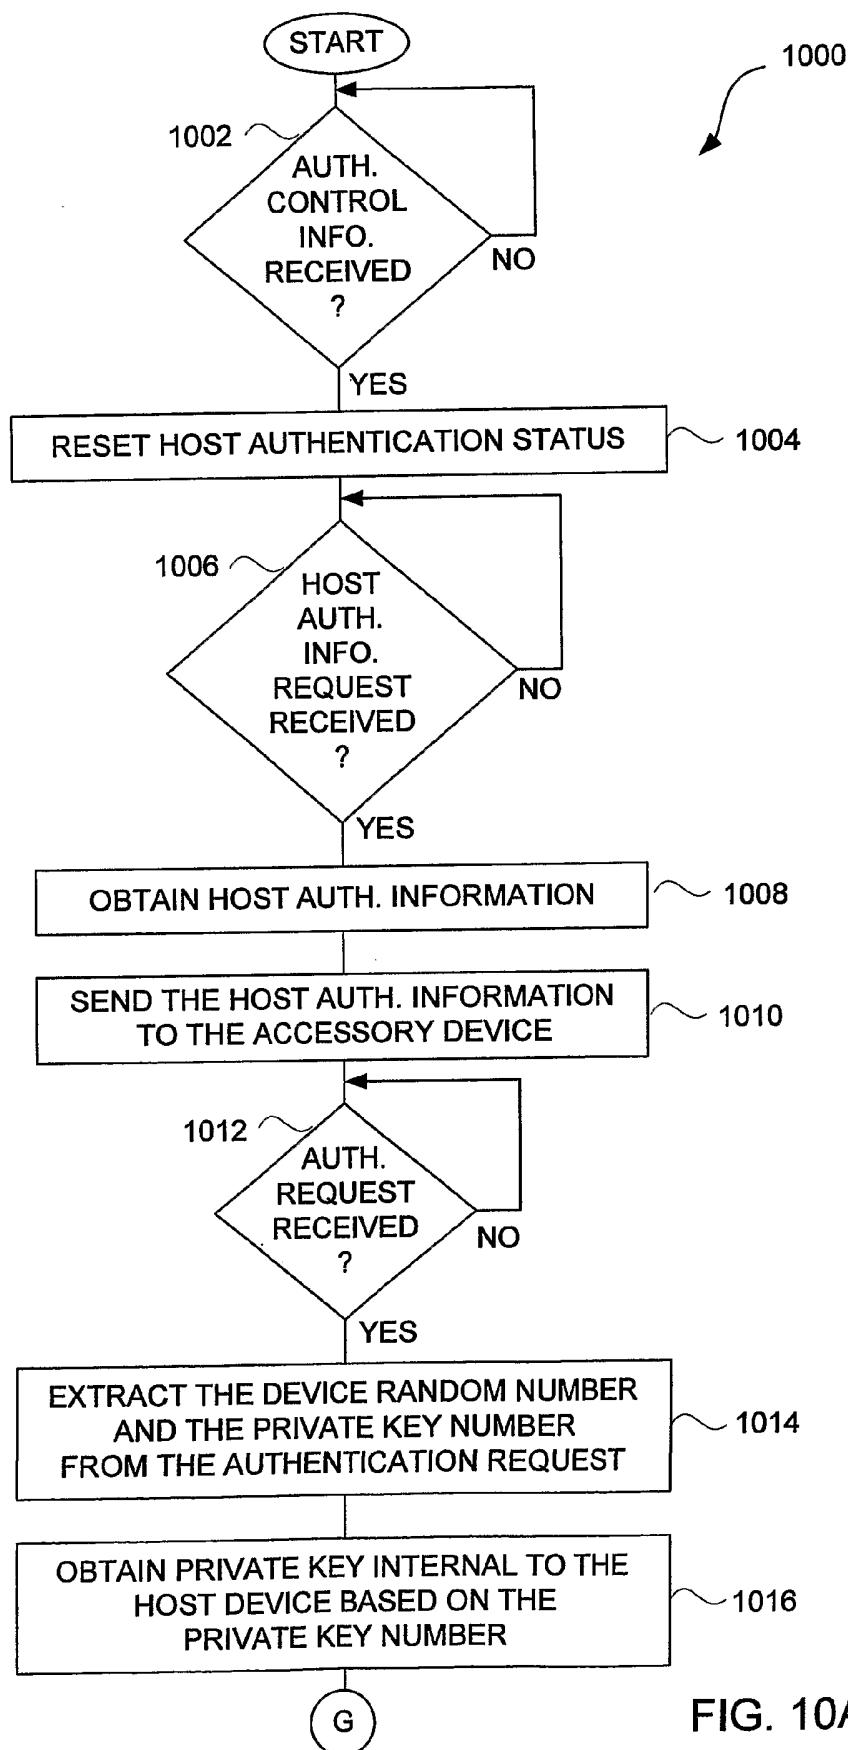 START
1000
1002
AUTH.
CONTROL
INFO.
RECEIVED
?
NO
YES
RESET HOST AUTHENTICATION STATUS
1004
1006
HOST
AUTH.
INFO.
REQUEST
RECEIVED
?
NO
YES
OBTAIN HOST AUTH. INFORMATION
1008
SEND THE HOST AUTH. INFORMATION
TO THE ACCESSORY DEVICE
1010
1012
AUTH.
REQUEST
RECEIVED
?
NO
YES
EXTRACT THE DEVICE RANDOM NUMBER
AND THE PRIVATE KEY NUMBER
FROM THE AUTHENTICATION REQUEST
1014
OBTAIN PRIVATE KEY INTERNAL TO THE
HOST DEVICE BASED ON THE
PRIVATE KEY NUMBER
1016
G
FIG. 10A